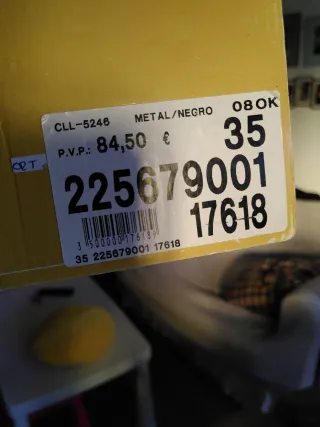 CLL-5246 METAL/NEGRO 08OK
P.V.P.: 84,50 € 35
225679001
17618
35 225679001 17618